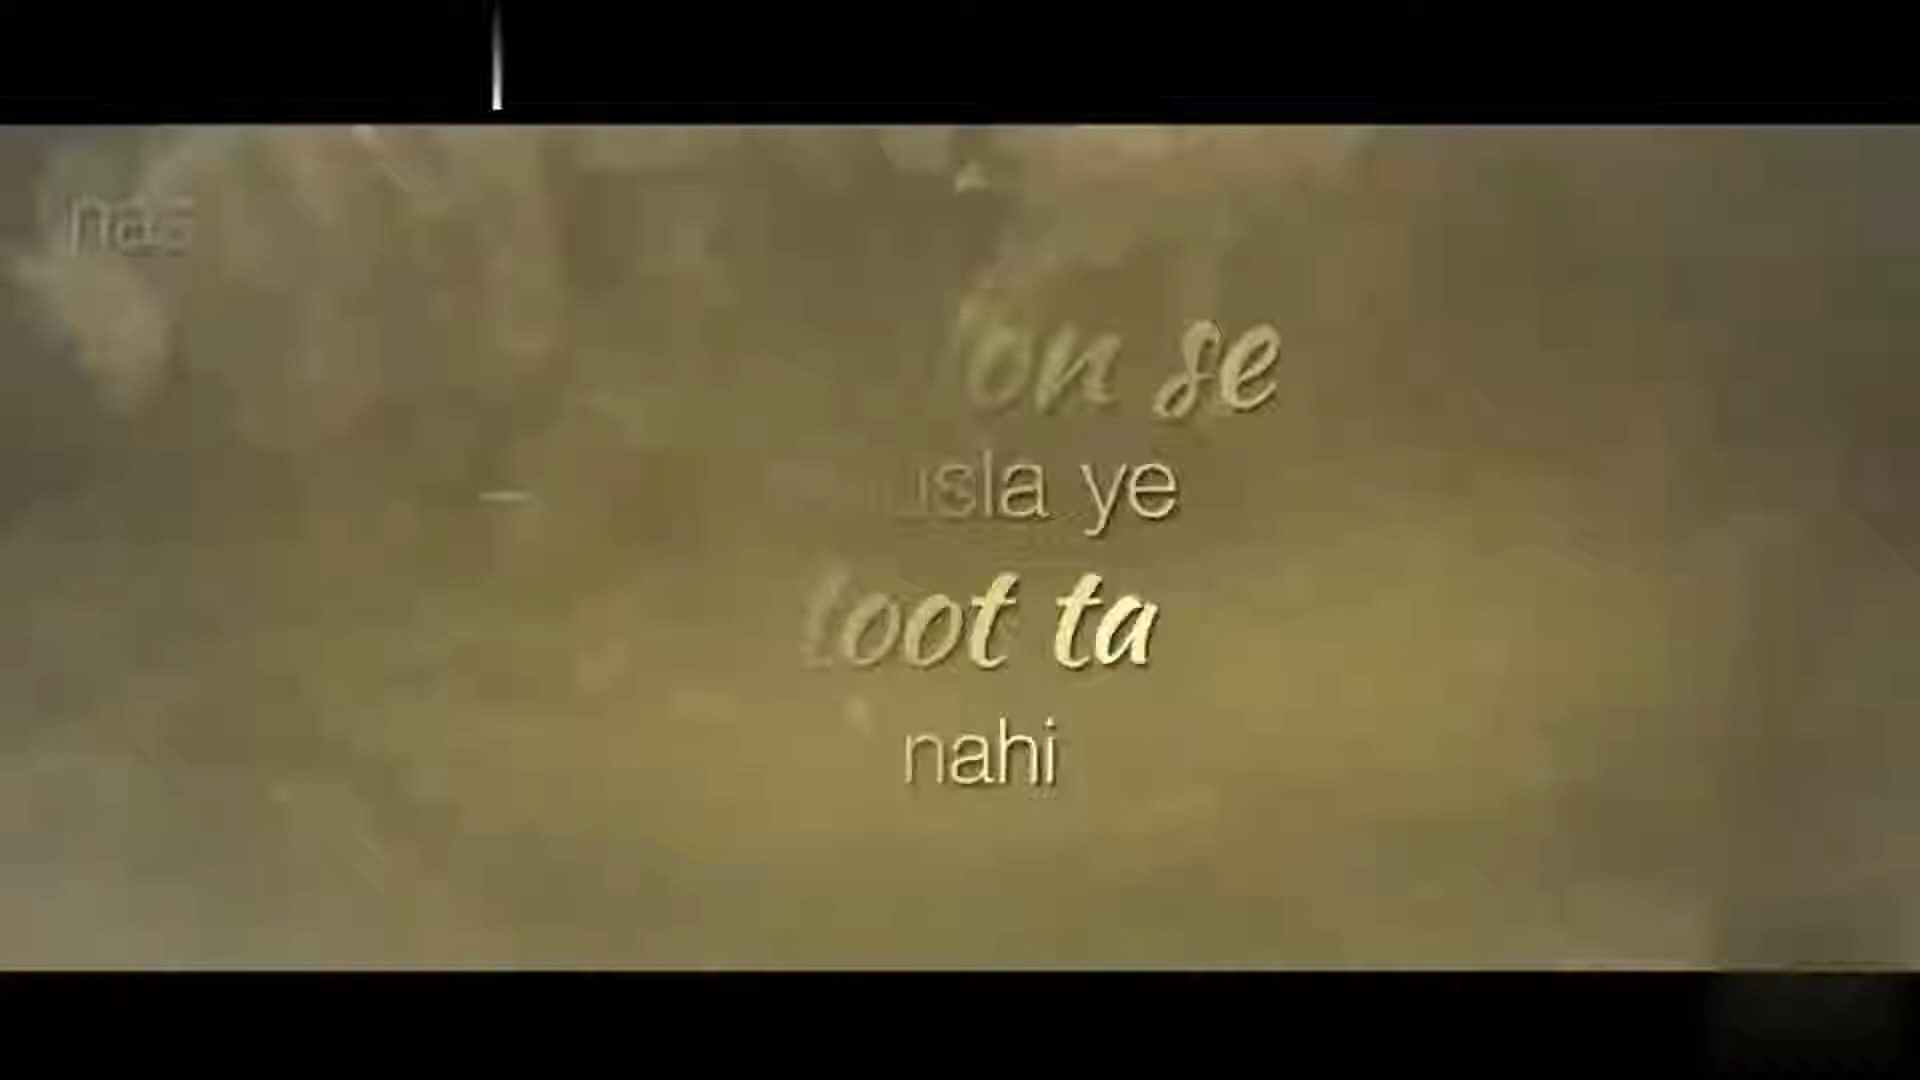 on se
usla ye
toot ta
nahi